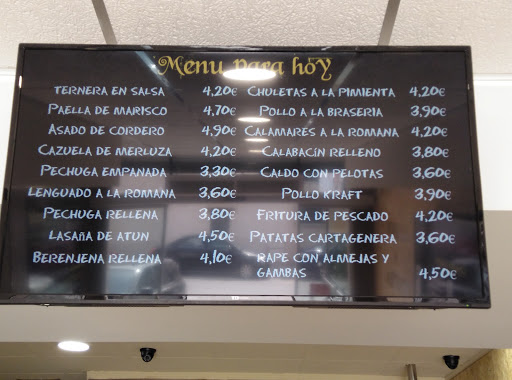 Menu para hoy
TERNERA EN SALSA 4,20€
PAELLA DE MARISCO 4,70€
ASADO DE CORDERO 4,90€
CAZUELA DE MERLUZA 4,20€
PECHUGA EMPANADA 3,30€
LENGUADO A LA ROMANA 3,60€
PECHUGA RELLENA 3,80€
LASAñA DE ATUN 4,50€
BERENJENA RELLENA 4,10€
CHULETAS A LA PIMIENTA 4,20€
POLLO A LA BRASERIA 3,90€
CALAMARES A LA ROMANA 4,20€
CALABACÍN RELLENO 3,80€
CALDO CON PELOTAS 3,60€
POLLO KRAFT 3,90€
FRITURA DE PESCADO 4,20€
PATATAS CARTAGENERA 3,60€
RAPE CON ALMEJAS Y
GAMBAS 4,50€